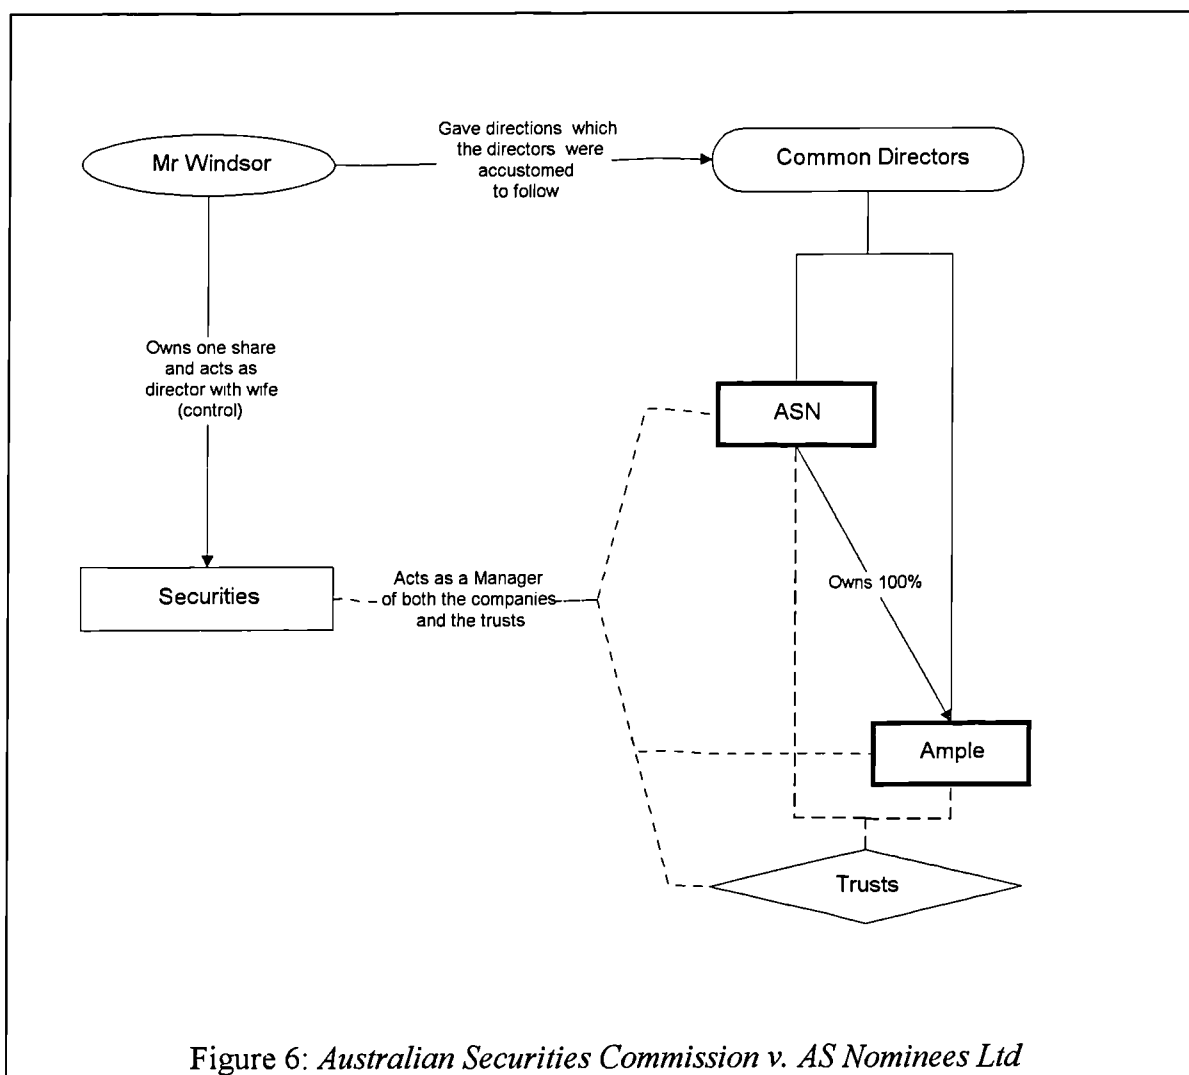 Mr Windsor
Gave directions which
the directors were
accustomed
to follow
Common Directors
Owns one share
and acts as
director with wife
(control)
ASN
Owns 100%
Securities
Acts as a Manager
of both the companies
and the trusts
Ample
Trusts
Figure 6: Australian Securities Commission v. AS Nominees Ltd